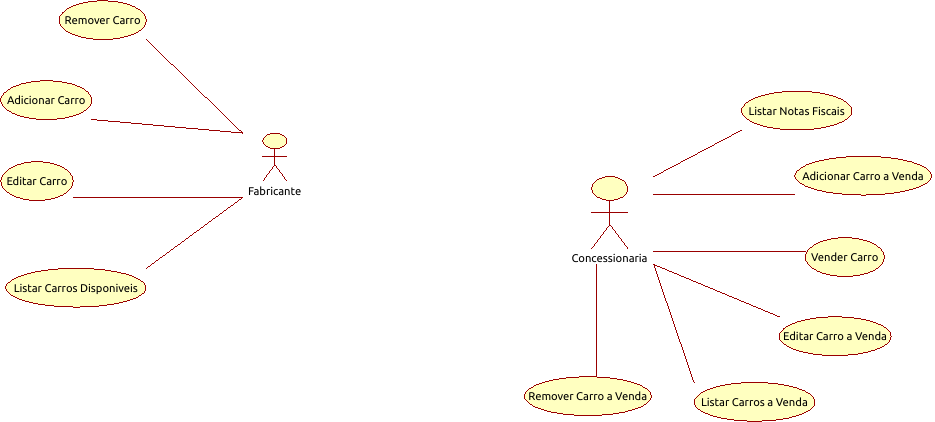 Remover Carro
Adicionar Carro
Editar Carro
Fabricante
Listar Carros Disponiveis
Listar Notas Fiscais
Adicionar Carro a Venda
Concessionaria
Vender Carro
Editar Carro a Venda
Remover Carro a Venda
Listar Carros a Venda